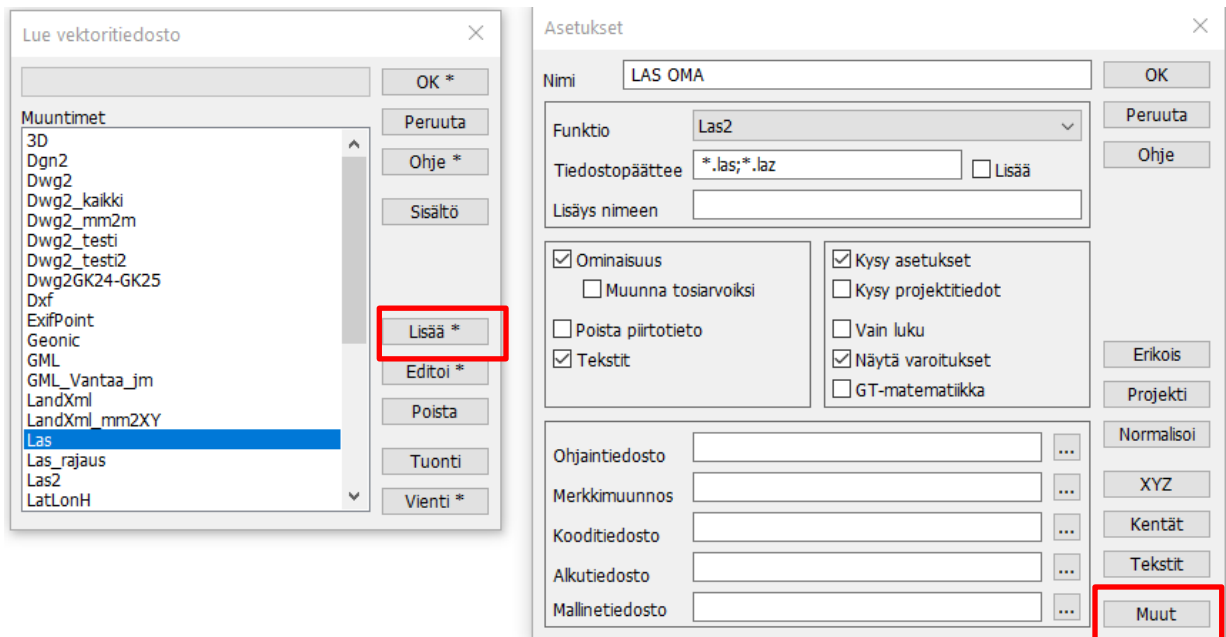 Lue vektoritiedosto
OK *
Muuntimet
Peruuta
3D
Dgn2
Ohje *
Dwg2
Dwg2_kaikki
Dwg2_mm2m
Sisältö
Dwg2_testi
Dwg2_testi2
Dwg2GK24-GK25
Dxf
ExifPoint
Lisää *
Geonic
GML
Editoi *
GML_Vantaa_jm
LandXml
Poista
LandXml_mm2XY
Las
Las_rajaus
Tuonti
Las2
LatLonH
Vienti *
Asetukset
Nimi LAS OMA OK
Funktio Las2 Peruuta
Tiedostopäättee *.las;*.laz Lisää Ohje
Lisäys nimeen
Ominaisuus Kysy asetukset
Muunna tosiarvoiksi Kysy projektitiedot
Poista piirtotieto Vain luku
Tekstit Näytä varoitukset Erikois
GT-matematiikka Projekti
Ohjaintiedosto ... Normalisoi
Merkkimuunnos ... XYZ
Kooditiedosto ... Kentät
Alkutiedosto ... Tekstit
Mallinetiedosto ... Muut